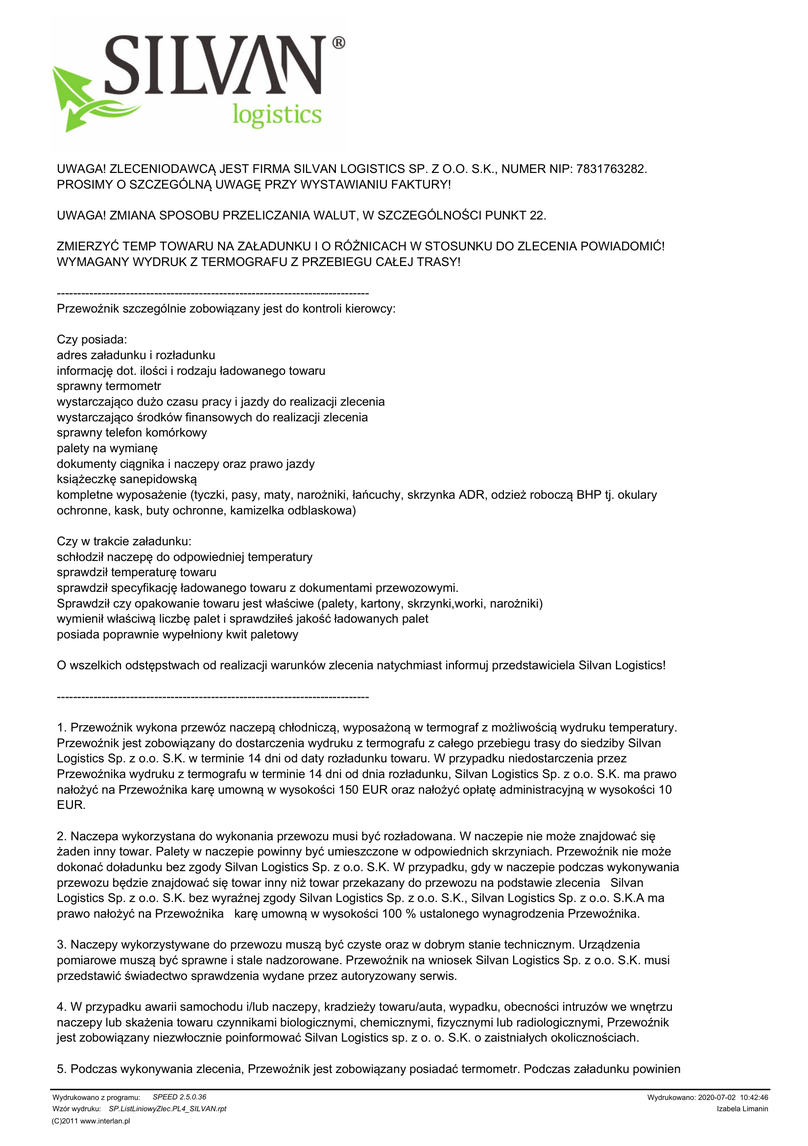 SILVAN®
logistics
UWAGA! ZLECENIODAWCĄ JEST FIRMA SILVAN LOGISTICS SP. Z O.O. S.K., NUMER NIP: 7831763282.
PROSIMY O SZCZEGÓLNĄ UWAGĘ PRZY WYSTAWIANIU FAKTURY!
UWAGA! ZMIANA SPOSOBU PRZELICZANIA WALUT, W SZCZEGÓLNOŚCI PUNKT 22.
ZMIERZYĆ TEMP TOWARU NA ZAŁADUNKU I O RÓŻNICACH W STOSUNKU DO ZLECENIA POWIADOMIĆ!
WYMAGANY WYDRUK Z TERMOGRAFU Z PRZEBIEGU CAŁEJ TRASY!
------------------------------------------------------------------------------
Przewoźnik szczególnie zobowiązany jest do kontroli kierowcy:
Czy posiada:
adres załadunku i rozładunku
informację dot. ilości i rodzaju ładowanego towaru
sprawny termometr
wystarczająco dużo czasu pracy i jazdy do realizacji zlecenia
wystarczająco środków finansowych do realizacji zlecenia
sprawny telefon komórkowy
palety na wymianę
dokumenty ciągnika i naczepy oraz prawo jazdy
książeczkę sanepidowską
kompletne wyposażenie (tyczki, pasy, maty, narożniki, łańcuchy, skrzynka ADR, odzież roboczą BHP tj. okulary
ochronne, kask, buty ochronne, kamizelka odblaskowa)
Czy w trakcie załadunku:
schłodził naczepę do odpowiedniej temperatury
sprawdził temperaturę towaru
sprawdził specyfikację ładowanego towaru z dokumentami przewozowymi.
Sprawdził czy opakowanie towaru jest właściwe (palety, kartony, skrzynki,worki, narożniki)
wymienił właściwą liczbę palet i sprawdziłeś jakość ładowanych palet
posiada poprawnie wypełniony kwit paletowy
O wszelkich odstępstwach od realizacji warunków zlecenia natychmiast informuj przedstawiciela Silvan Logistics!
------------------------------------------------------------------------------
1. Przewoźnik wykona przewóz naczepą chłodniczą, wyposażoną w termograf z możliwością wydruku temperatury.
Przewoźnik jest zobowiązany do dostarczenia wydruku z termografu z całego przebiegu trasy do siedziby Silvan
Logistics Sp. z o.o. S.K. w terminie 14 dni od daty rozładunku towaru. W przypadku niedostarczenia przez
Przewoźnika wydruku z termografu w terminie 14 dni od dnia rozładunku, Silvan Logistics Sp. z o.o. S.K. ma prawo
nałożyć na Przewoźnika karę umowną w wysokości 150 EUR oraz nałożyć opłatę administracyjną w wysokości 10
EUR.
2. Naczepa wykorzystana do wykonania przewozu musi być rozładowana. W naczepie nie może znajdować się
żaden inny towar. Palety w naczepie powinny być umieszczone w odpowiednich skrzyniach. Przewoźnik nie może
dokonać doładunku bez zgody Silvan Logistics Sp. z o.o. S.K. W przypadku, gdy w naczepie podczas wykonywania
przewozu będzie znajdować się towar inny niż towar przekazany do przewozu na podstawie zlecenia Silvan
Logistics Sp. z o.o. S.K. bez wyraźnej zgody Silvan Logistics Sp. z o.o. S.K., Silvan Logistics Sp. z o.o. S.K.A ma
prawo nałożyć na Przewoźnika karę umowną w wysokości 100 % ustalonego wynagrodzenia Przewoźnika.
3. Naczepy wykorzystywane do przewozu muszą być czyste oraz w dobrym stanie technicznym. Urządzenia
pomiarowe muszą być sprawne i stale nadzorowane. Przewoźnik na wniosek Silvan Logistics Sp. z o.o. S.K. musi
przedstawić świadectwo sprawdzenia wydane przez autoryzowany serwis.
4. W przypadku awarii samochodu i/lub naczepy, kradzieży towaru/auta, wypadku, obecności intruzów we wnętrzu
naczepy lub skażenia towaru czynnikami biologicznymi, chemicznymi, fizycznymi lub radiologicznymi, Przewoźnik
jest zobowiązany niezwłocznie poinformować Silvan Logistics sp. z o. o. S.K. o zaistniałych okolicznościach.
5. Podczas wykonywania zlecenia, Przewoźnik jest zobowiązany posiadać termometr. Podczas załadunku powinien
Wydrukowano z programu: SPEED 2.5.0.36 Wydrukowano: 2020-07-02 10:42:46
Wzór wydruku: SP.ListLiniowyZlec.PL4_SILVAN.rpt Izabela Limanin
(C)2011 www.interlan.pl